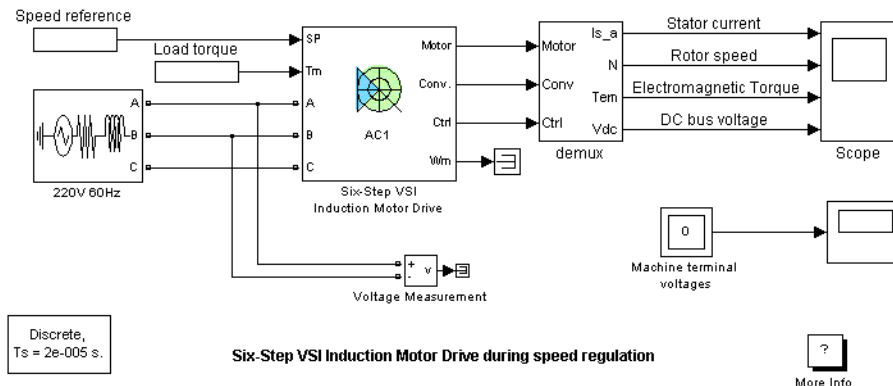 Speed reference
Load torque
SP
Tm
A
B
C
AC1
Motor
Conv.
Ctrl
Wm
Six-Step VSI
Induction Motor Drive
A
B
C
220V 60Hz
Motor
Conv
Ctrl
Is_a
N
Tem
Vdc
demux
Stator current
Rotor speed
Electromagnetic Torque
DC bus voltage
Scope
0
Machine terminal
voltages
+
-
v
Voltage Measurement
Discrete,
Ts = 2e-005 s.
Six-Step VSI Induction Motor Drive during speed regulation
?
More Info